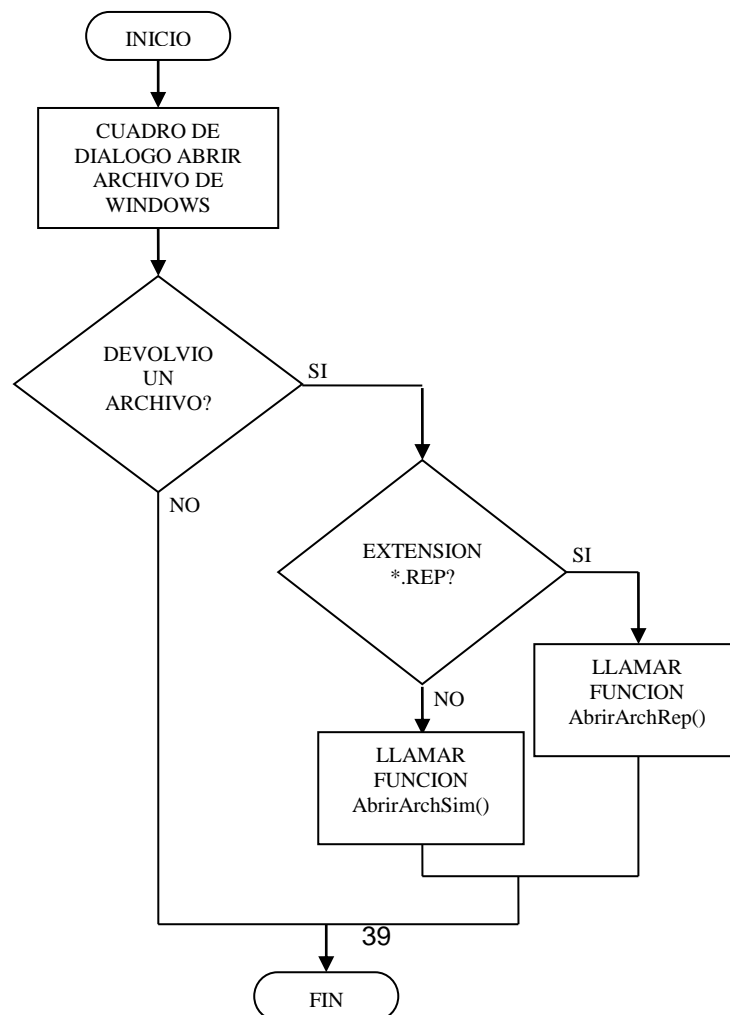 INICIO
CUADRO DE
DIALOGO ABRIR
ARCHIVO DE
WINDOWS
DEVOLVIO
UN
ARCHIVO?
SI
NO
EXTENSION
*.REP?
SI
NO
LLAMAR
FUNCION
AbrirArchRep()
LLAMAR
FUNCION
AbrirArchSim()
39
FIN